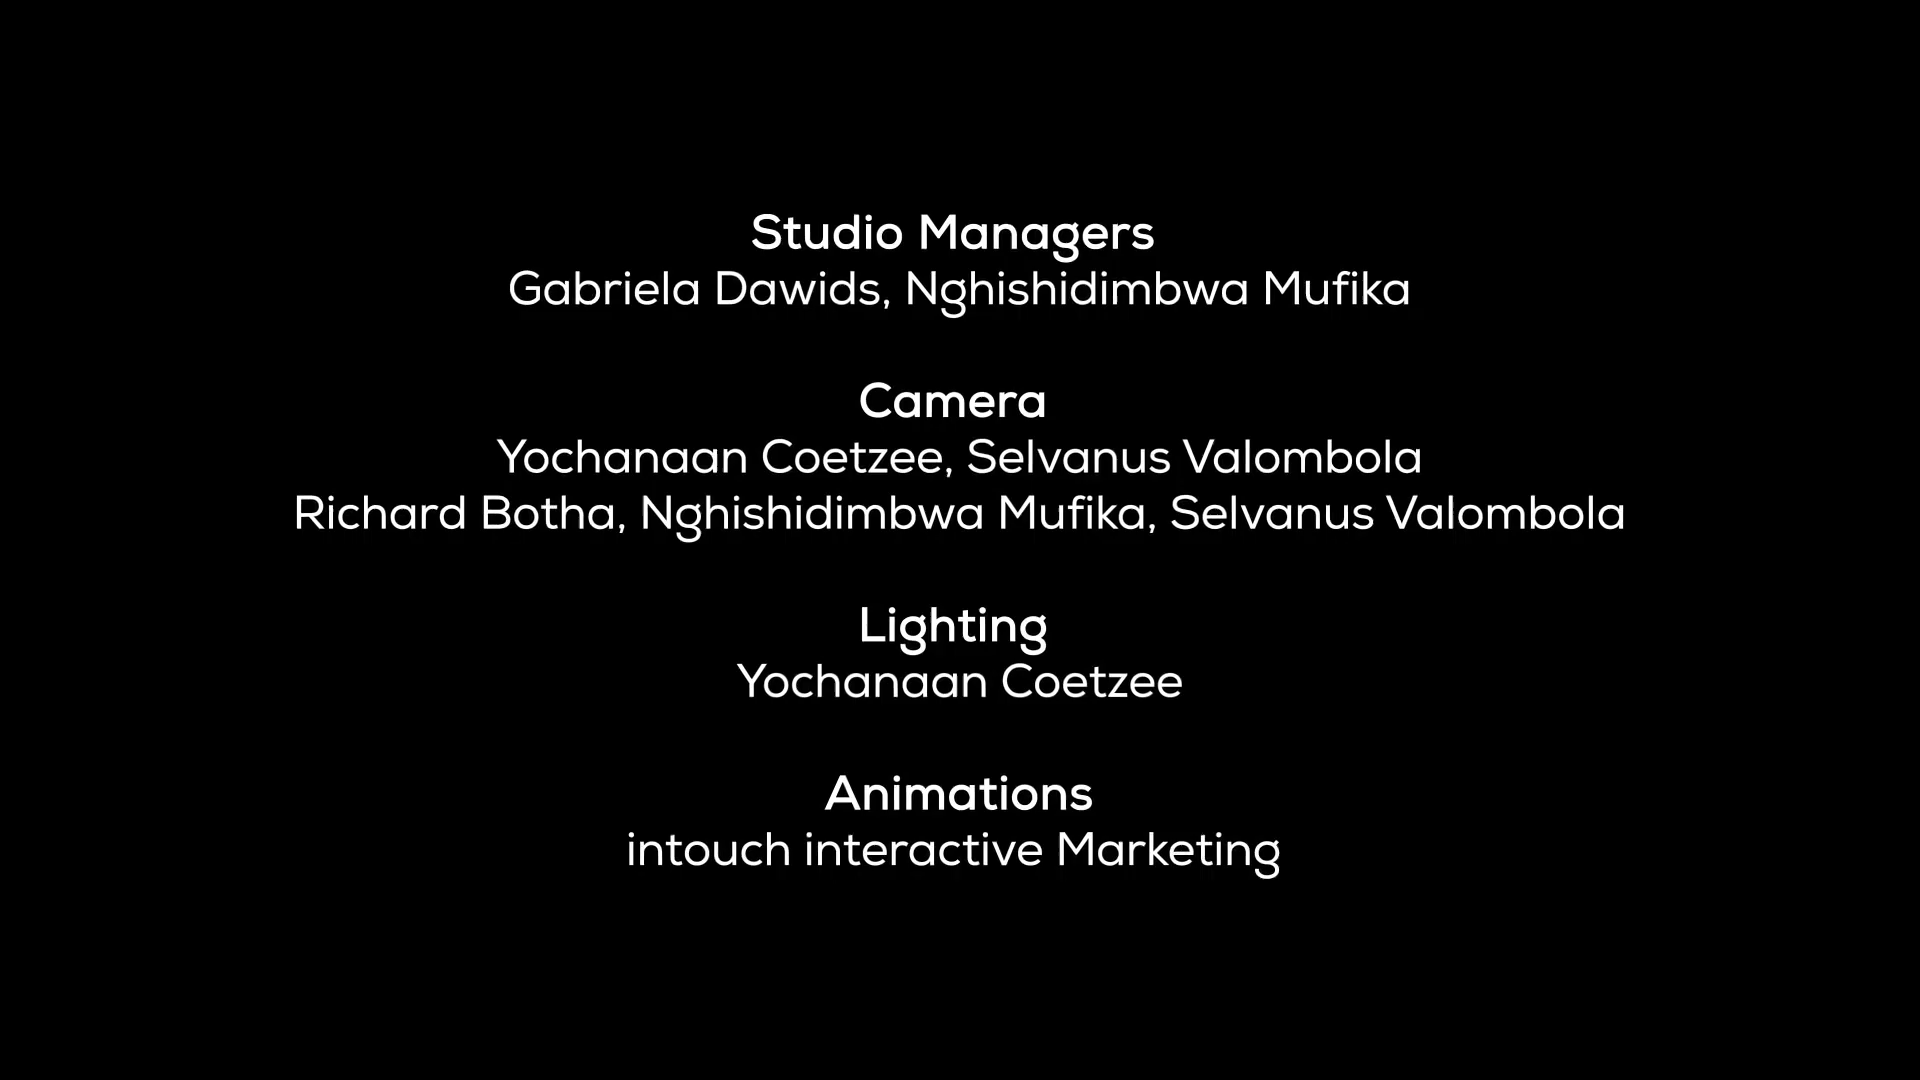 Studio Managers
Gabriela Dawids, Nghishidimbwa Mufika
Camera
Yochanaan Coetzee, Selvanus Valombola
Richard Botha, Nghishidimbwa Mufika, Selvanus Valombola
Lighting
Yochanaan Coetzee
Animations
intouch interactive Marketing